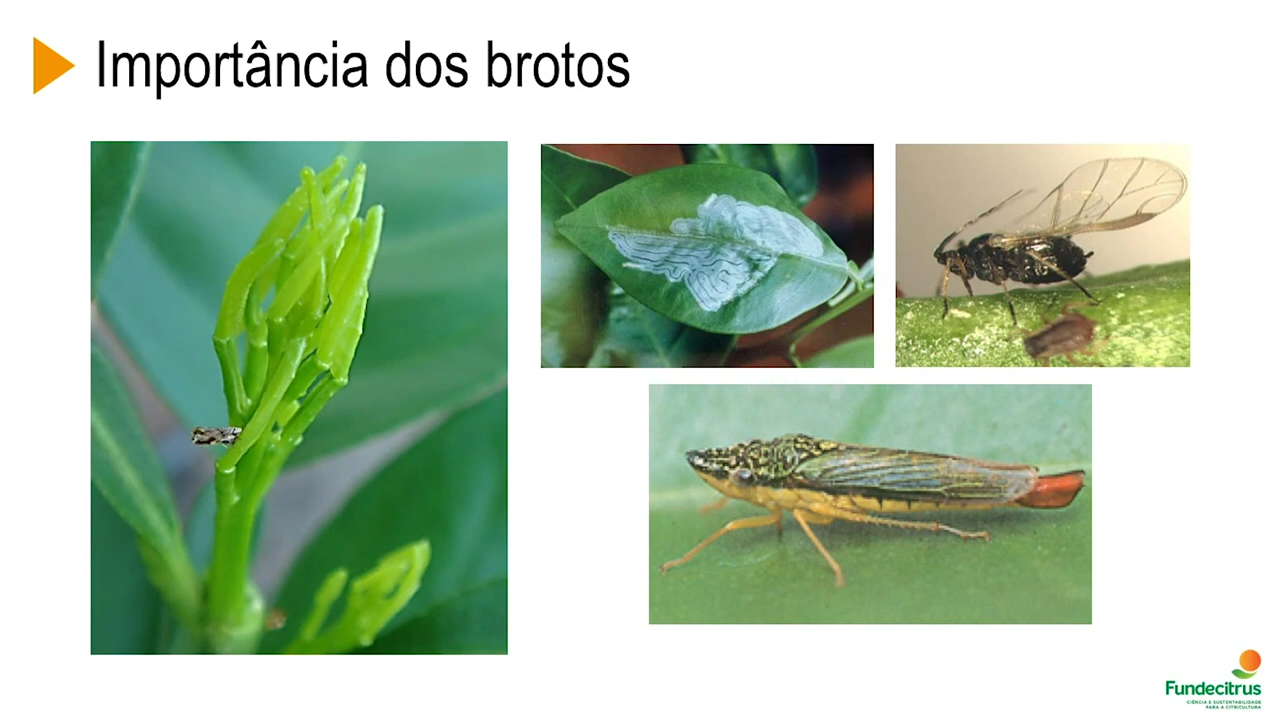 Importância dos brotos
Fundecitrus
CIÊNCIA E SUSTENTABILIDADE
PARA A CITRICULTURA